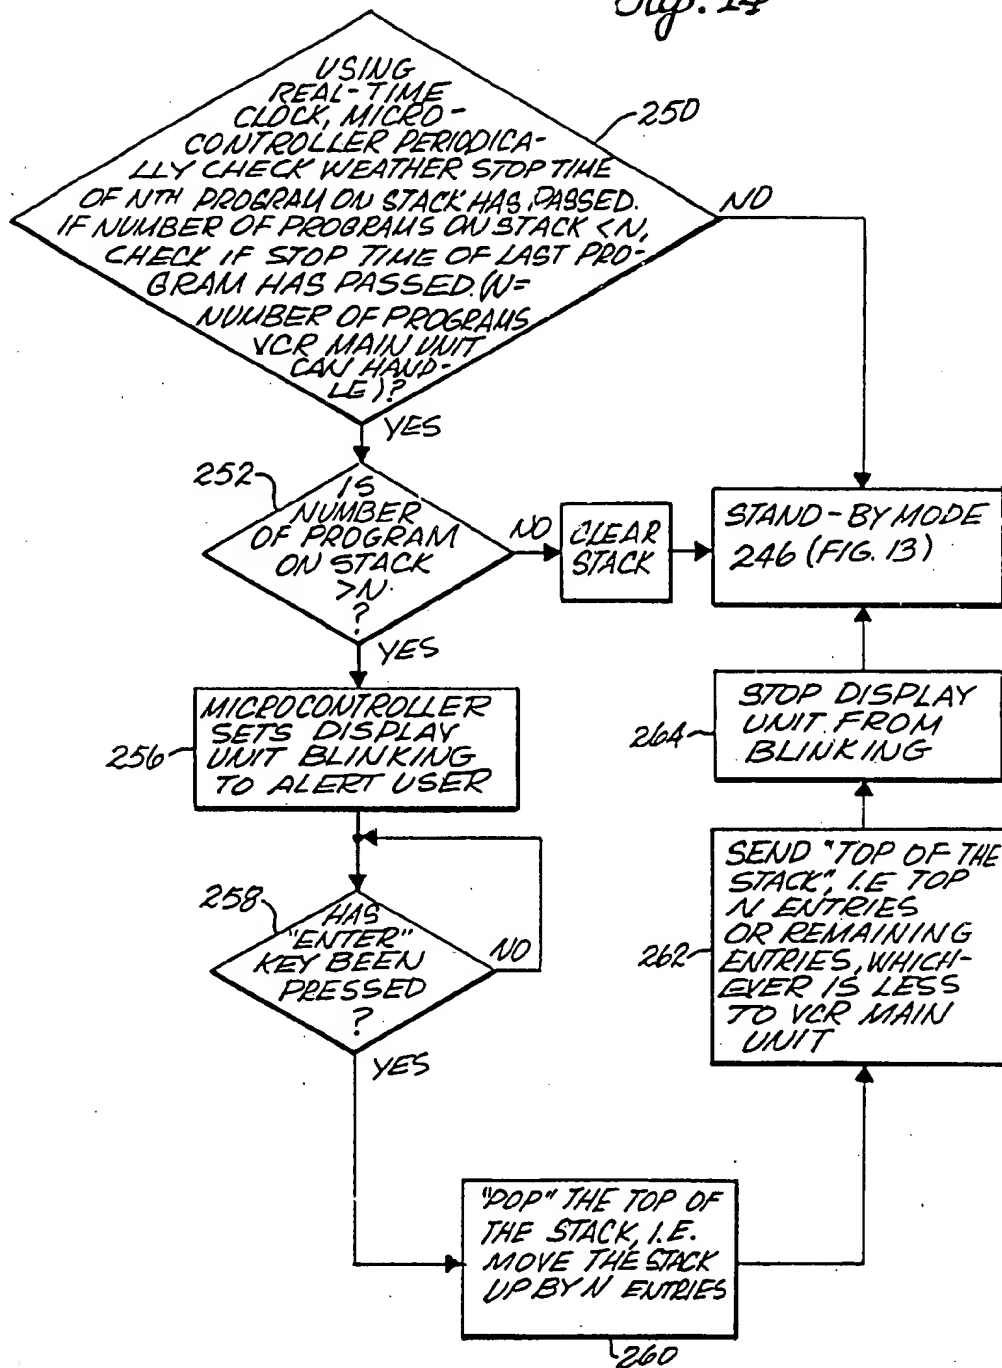 Fig. 14
USING
REAL-TIME
CLOCK, MICRO-
CONTROLLER PERIODICA-
LLY CHECK WEATHER STOP TIME
OF NTH PROGRAM ON STACK HAS PASSED.
IF NUMBER OF PROGRAMS ON STACK <N,
CHECK IF STOP TIME OF LAST PRO-
GRAM HAS PASSED. (N=
NUMBER OF PROGRAMS
VCR MAIN UNIT
CAN HAND-
LE)?
250
NO
YES
252
IS
NUMBER
OF PROGRAM
ON STACK
>N.
?
NO
CLEAR
STACK
STAND-BY MODE
246 (FIG. 13)
YES
256
MICROCONTROLLER
SETS DISPLAY
UNIT BLINKING
TO ALERT USER
264
STOP DISPLAY
UNIT FROM
BLINKING
258
HAS
"ENTER"
KEY BEEN
PRESSED
?
NO
YES
262
SEND "TOP OF THE
STACK", I.E TOP
N ENTRIES
OR REMAINING
ENTRIES, WHICH-
EVER IS LESS
TO VCR MAIN
UNIT
"POP" THE TOP OF
THE STACK, I.E.
MOVE THE STACK
UP BY N ENTRIES
260